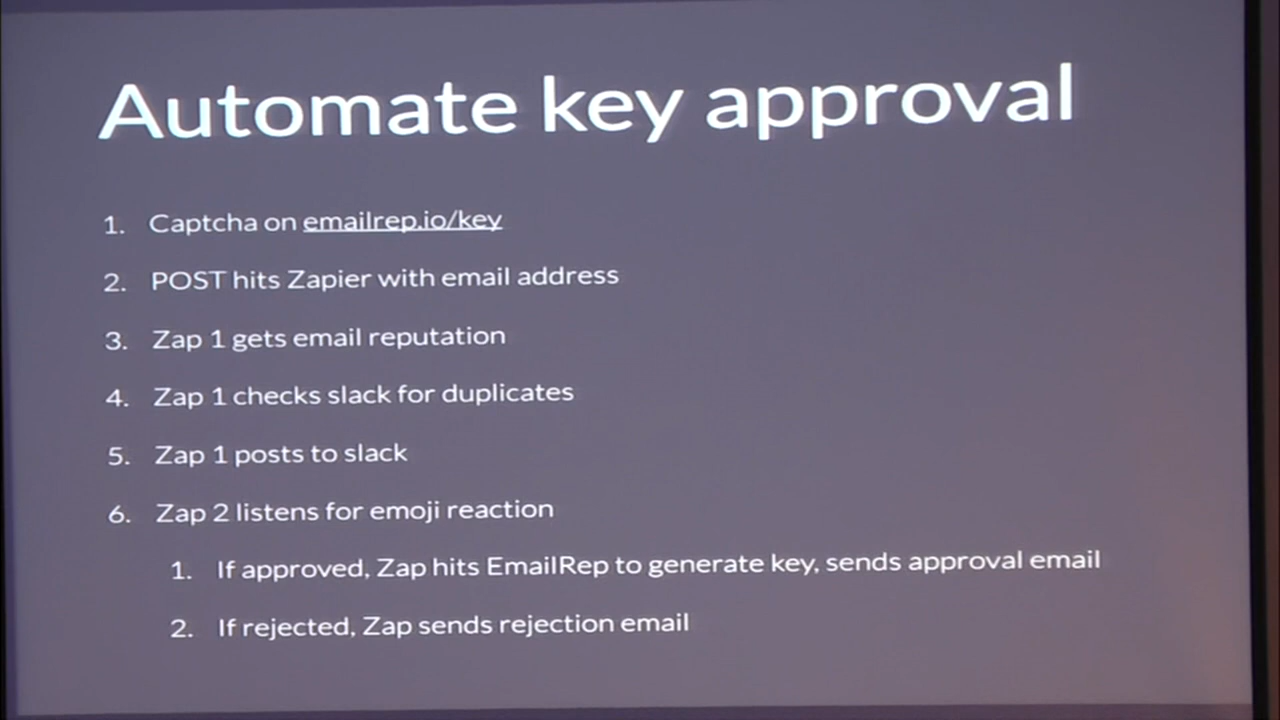 Automate key approval
1. Captcha on emailrep.io/key
2. POST hits Zapier with email address
3. Zap 1 gets email reputation
4. Zap 1 checks slack for duplicates
5. Zap 1 posts to slack
6. Zap 2 listens for emoji reaction
1. If approved, Zap hits EmailRep to generate key, sends approval email
2. If rejected, Zap sends rejection email